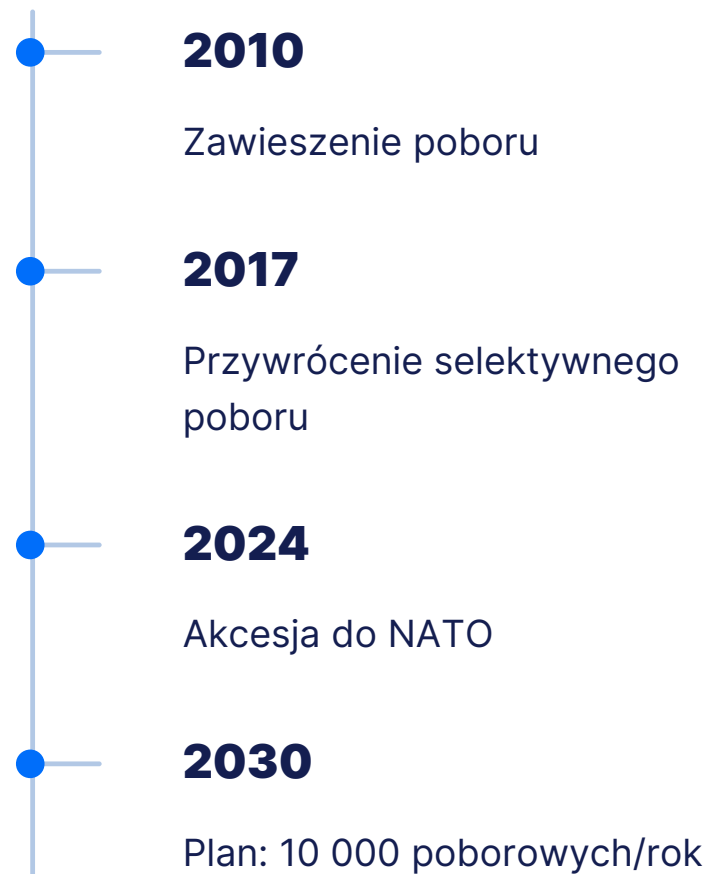 2010
Zawieszenie poboru
2017
Przywrócenie selektywnego
poboru
2024
Akcesja do NATO
2030
Plan: 10 000 poborowych/rok